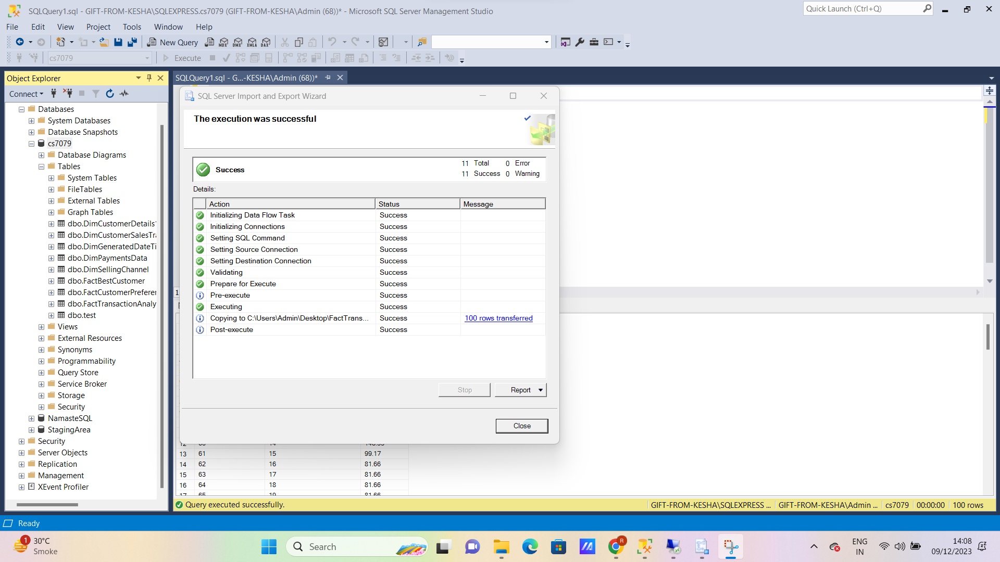 SQLQuery1.sql - GIFT-FROM-KESHA\SQLEXPRESS.cs7079 (GIFT-FROM-KESHA\Admin (68))* - Microsoft SQL Server Management Studio
Quick Launch (Ctrl+Q)
File Edit View Project Tools Window Help
New Query MDX DMX XMLA DAX
cs7079 Execute
Object Explorer
SQLQuery1.sql - G...-KESHA\Admin (68))*
Connect
Databases
System Databases
Database Snapshots
cs7079
Database Diagrams
Tables
System Tables
FileTables
External Tables
Graph Tables
dbo.DimCustomerDetails
dbo.DimCustomerSalesTr
dbo.DimGeneratedDateTi
dbo.DimPaymentsData
dbo.DimSellingChannel
dbo.FactBestCustomer
dbo.FactCustomerPreferer
dbo.FactTransactionAnaly
dbo.test
Views
External Resources
Synonyms
Programmability
Query Store
Service Broker
Storage
Security
NamasteSQL
StagingArea
Security
Server Objects
Replication
Management
XEvent Profiler
SQL Server Import and Export Wizard
The execution was successful
Success
11 Total 0 Error
11 Success 0 Warning
Details:
Action Status Message
Initializing Data Flow Task Success
Initializing Connections Success
Setting SQL Command Success
Setting Source Connection Success
Setting Destination Connection Success
Validating Success
Prepare for Execute Success
Pre-execute Success
Executing Success
Copying to C:\Users\Admin\Desktop\FactTrans... Success 100 rows transferred
Post-execute Success
Stop Report
Close
13 61 15 99.17
14 62 16 81.66
15 63 17 81.66
16 64 18 81.66
17 65 19 81.66
Query executed successfully.
GIFT-FROM-KESHA\SQLEXPRESS ... GIFT-FROM-KESHA\Admin ... cs7079 00:00:00 100 rows
Ready
1
30°C
Smoke
Search
R
ENG
IN
14:08
09/12/2023